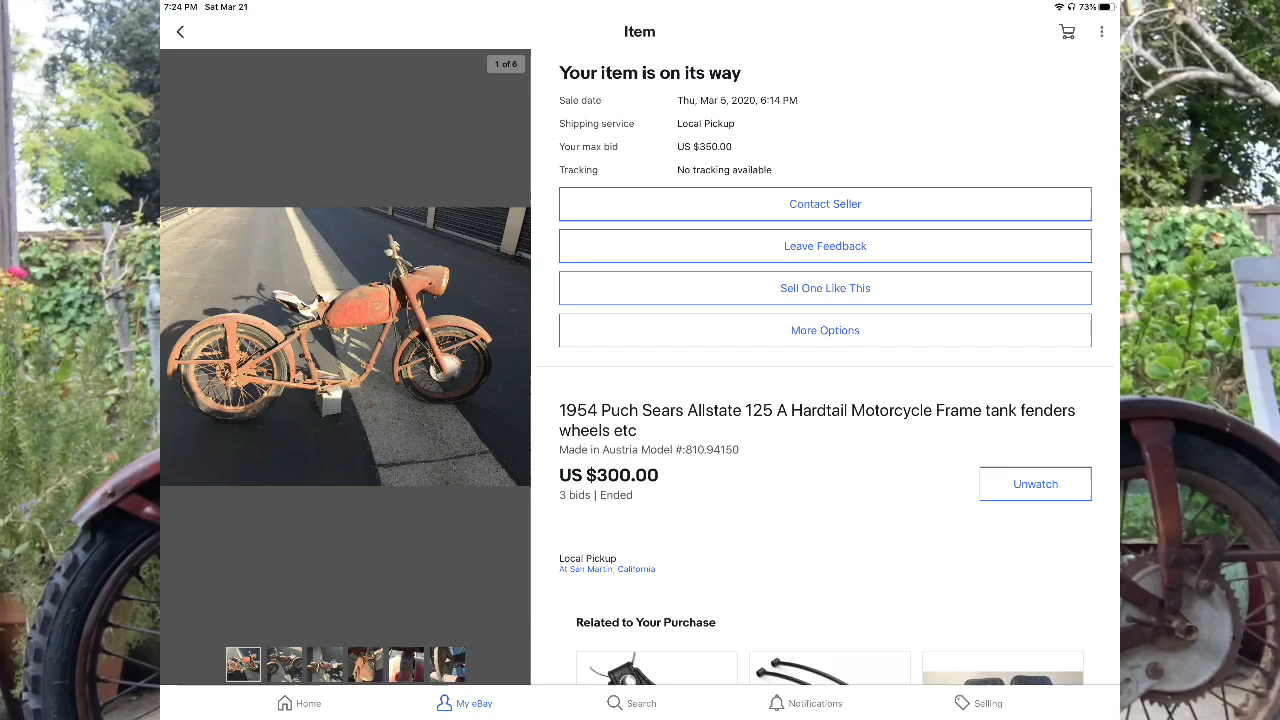 7:24 PM Sat Mar 21
73%
Item
1 of 6
Your item is on its way
Sale date Thu, Mar 5, 2020, 6:14 PM
Shipping service Local Pickup
Your max bid US $350.00
Tracking No tracking available
Contact Seller
Leave Feedback
Sell One Like This
More Options
1954 Puch Sears Allstate 125 A Hardtail Motorcycle Frame tank fenders
wheels etc
Made in Austria Model #:810.94150
US $300.00
Unwatch
3 bids | Ended
Local Pickup
At San Martin, California
Related to Your Purchase
Home My eBay Search Notifications Selling